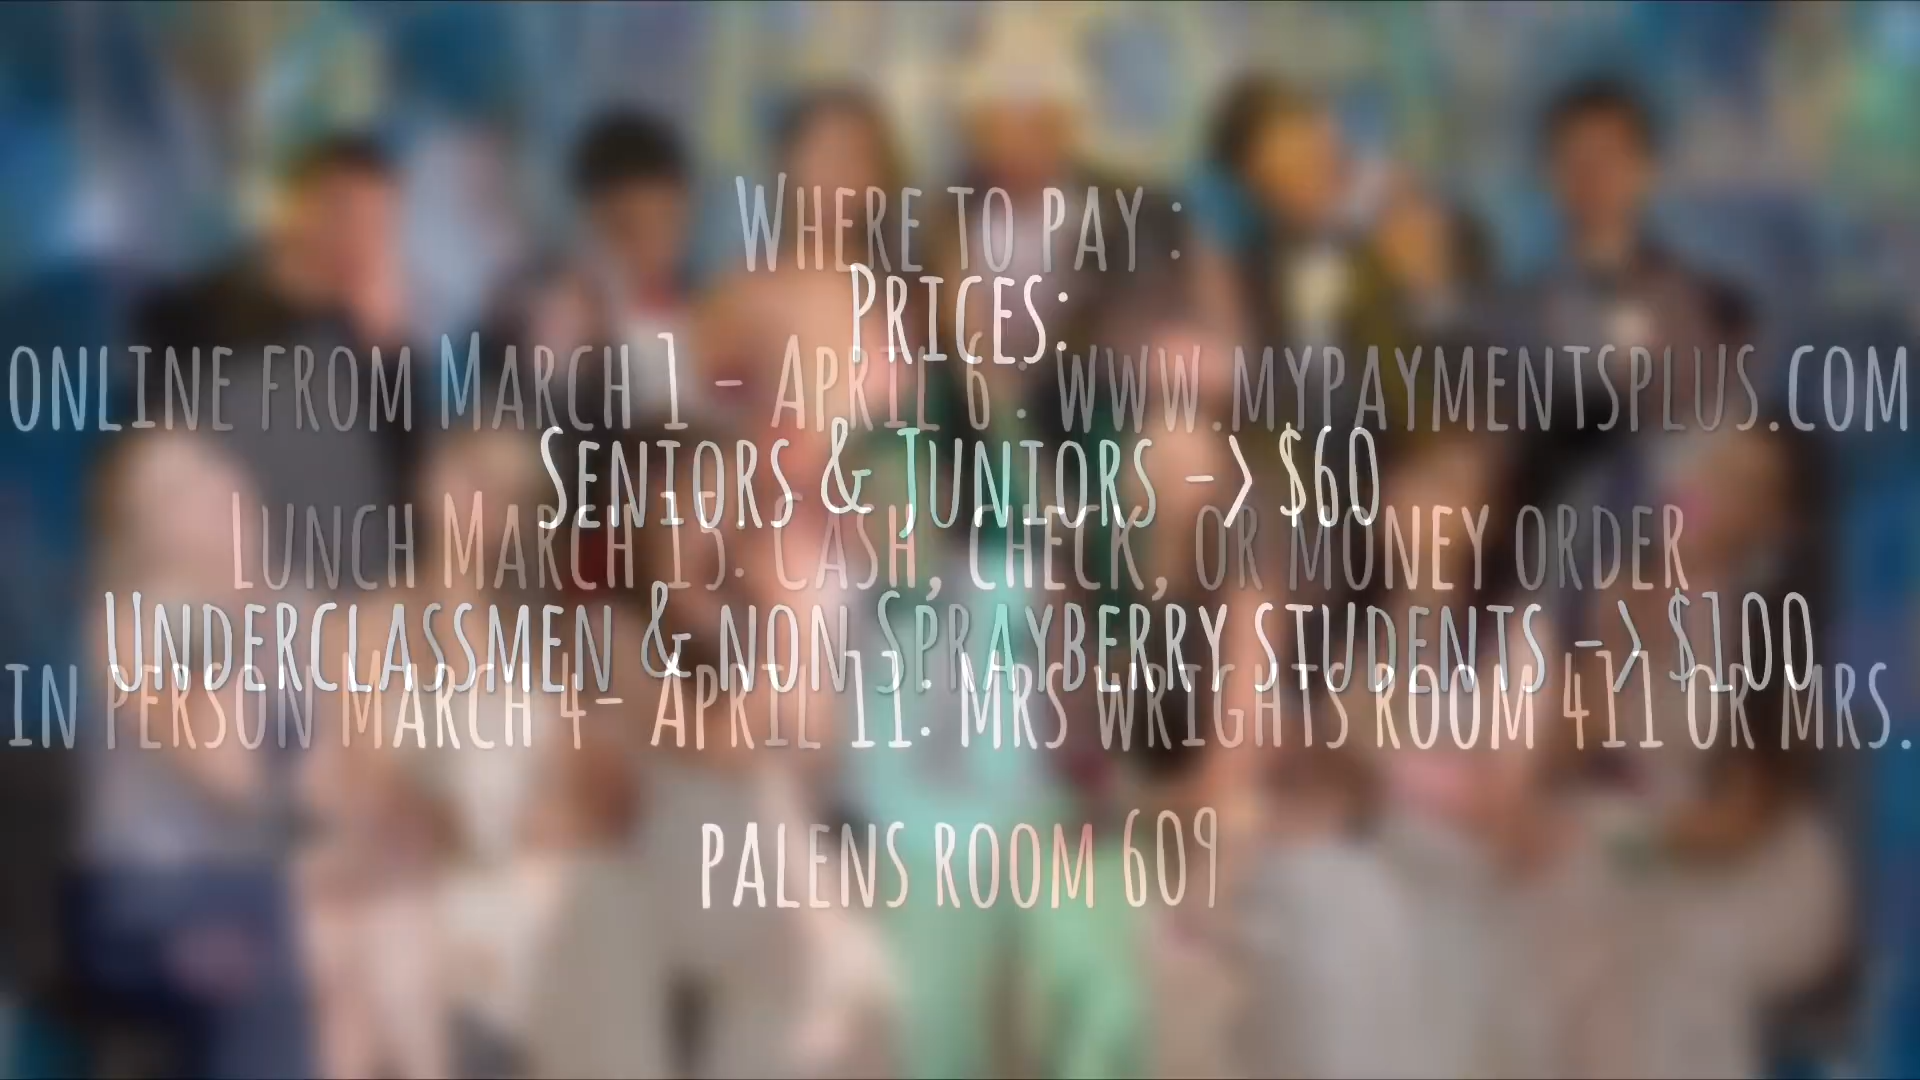 Where to pay :
Prices:
online from March 1 - April 6 : www.mypaymentsplus.com
Seniors & Juniors -> $60
Lunch March 15: Cash, check, or money order
Underclassmen & non Sprayberry students -> $100
in person March 4- April 11: Mrs Wrights room 411 or Mrs.
palens room 609